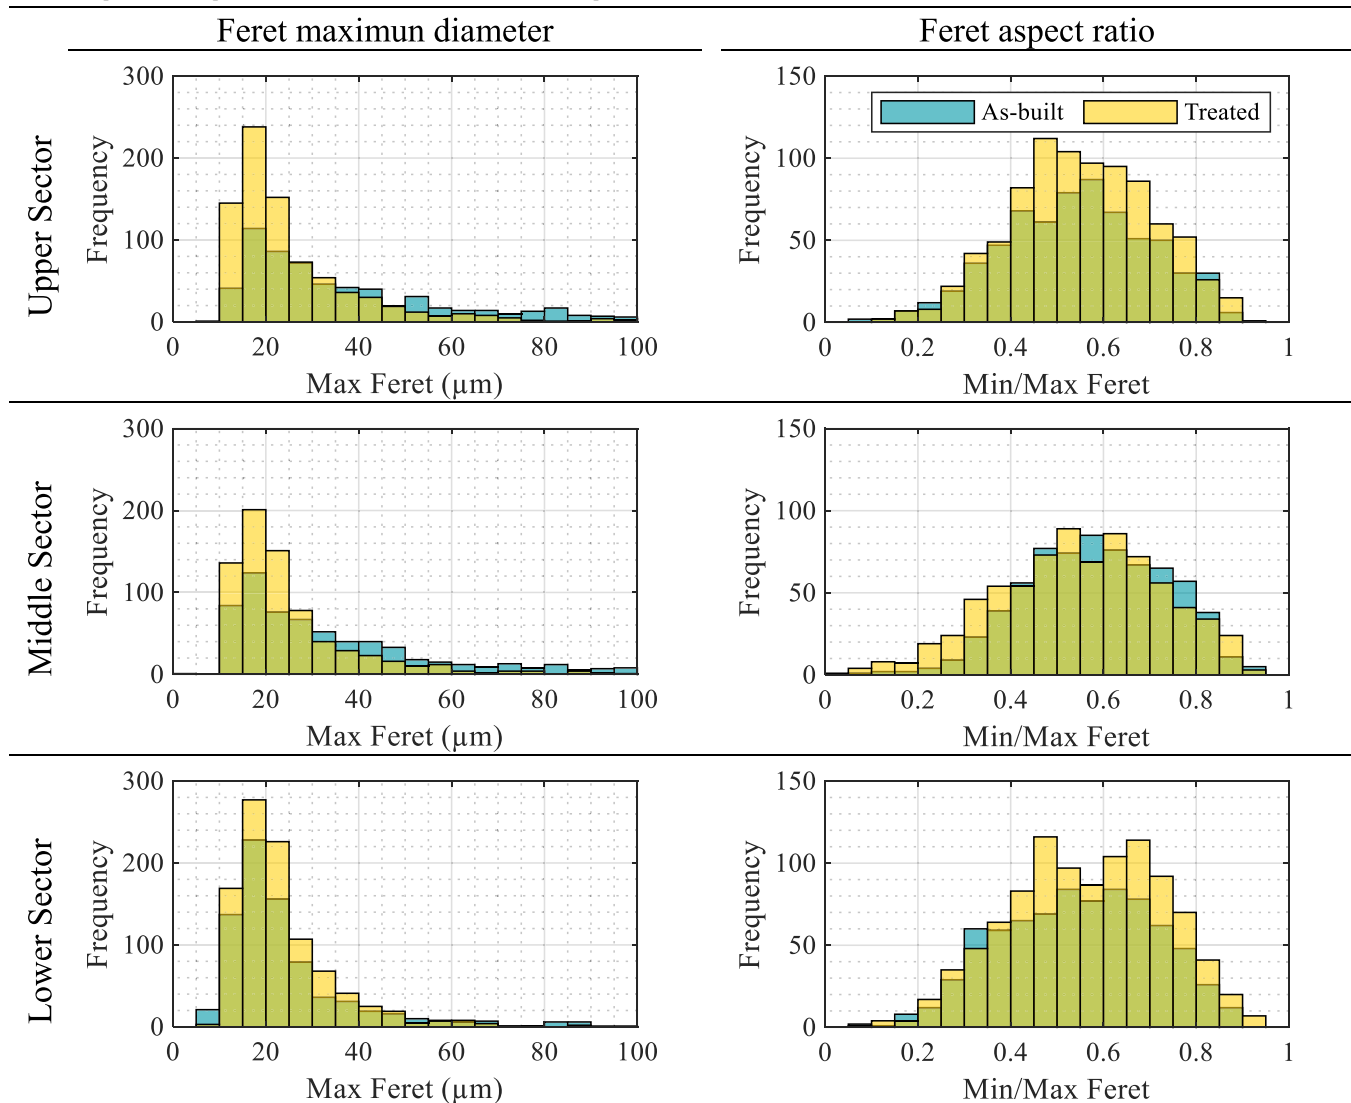 Feret maximun diameter
Feret aspect ratio
Upper Sector
Frequency
300
200
100
0
0 20 40 60 80 100
Max Feret (µm)
Frequency
150
100
50
0
As-built Treated
0 0.2 0.4 0.6 0.8 1
Min/Max Feret
Middle Sector
Frequency
300
200
100
0
0 20 40 60 80 100
Max Feret (µm)
Frequency
150
100
50
0
0 0.2 0.4 0.6 0.8 1
Min/Max Feret
Lower Sector
Frequency
300
200
100
0
0 20 40 60 80 100
Max Feret (µm)
Frequency
150
100
50
0
0 0.2 0.4 0.6 0.8 1
Min/Max Feret